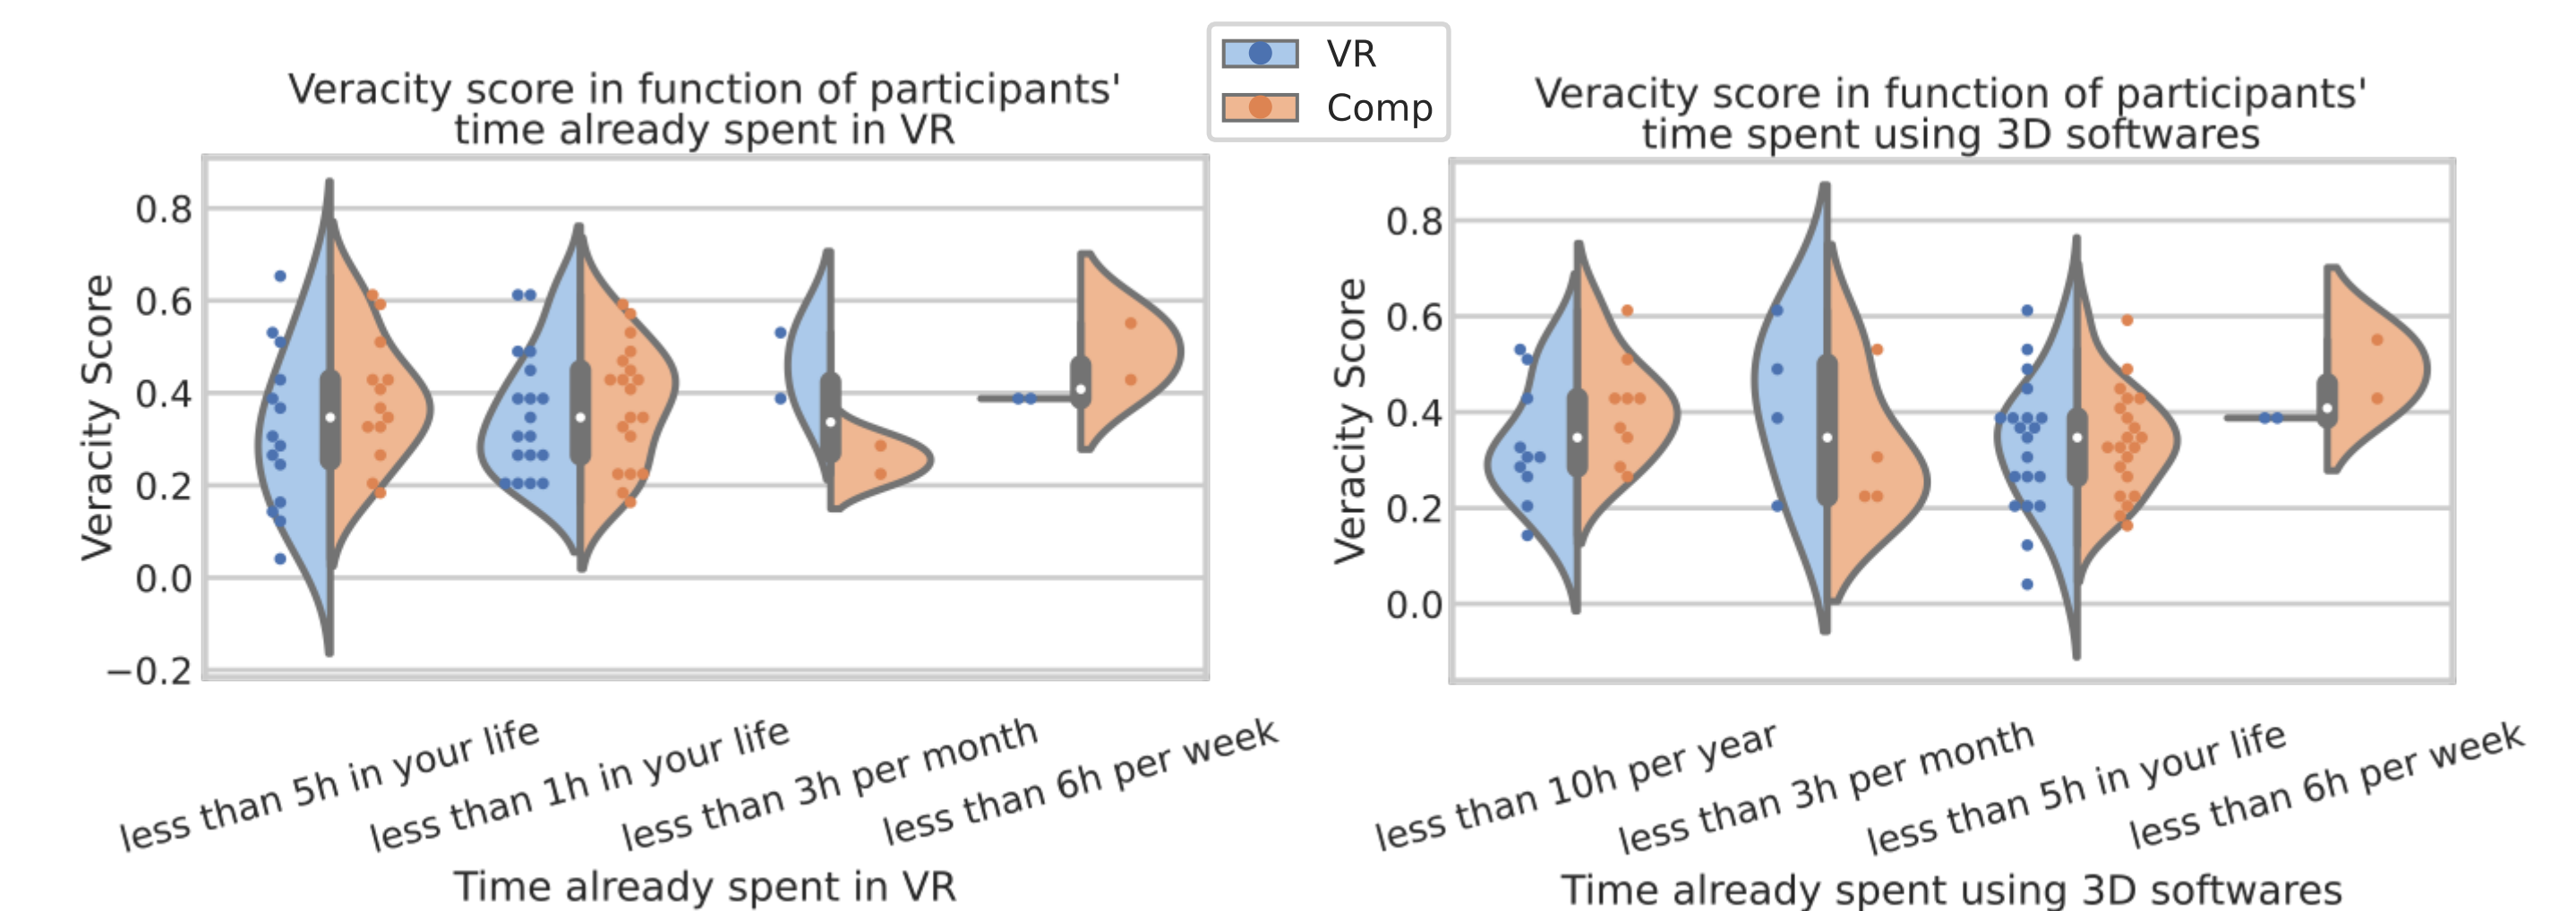 VR
Comp
Veracity score in function of participants'
time already spent in VR
Veracity Score
0.8
0.6
0.4
0.2
0.0
−0.2
less than 5h in your life
less than 1h in your life
less than 3h per month
less than 6h per week
Time already spent in VR
Veracity score in function of participants'
time spent using 3D softwares
Veracity Score
0.8
0.6
0.4
0.2
0.0
less than 10h per year
less than 3h per month
less than 5h in your life
less than 6h per week
Time already spent using 3D softwares